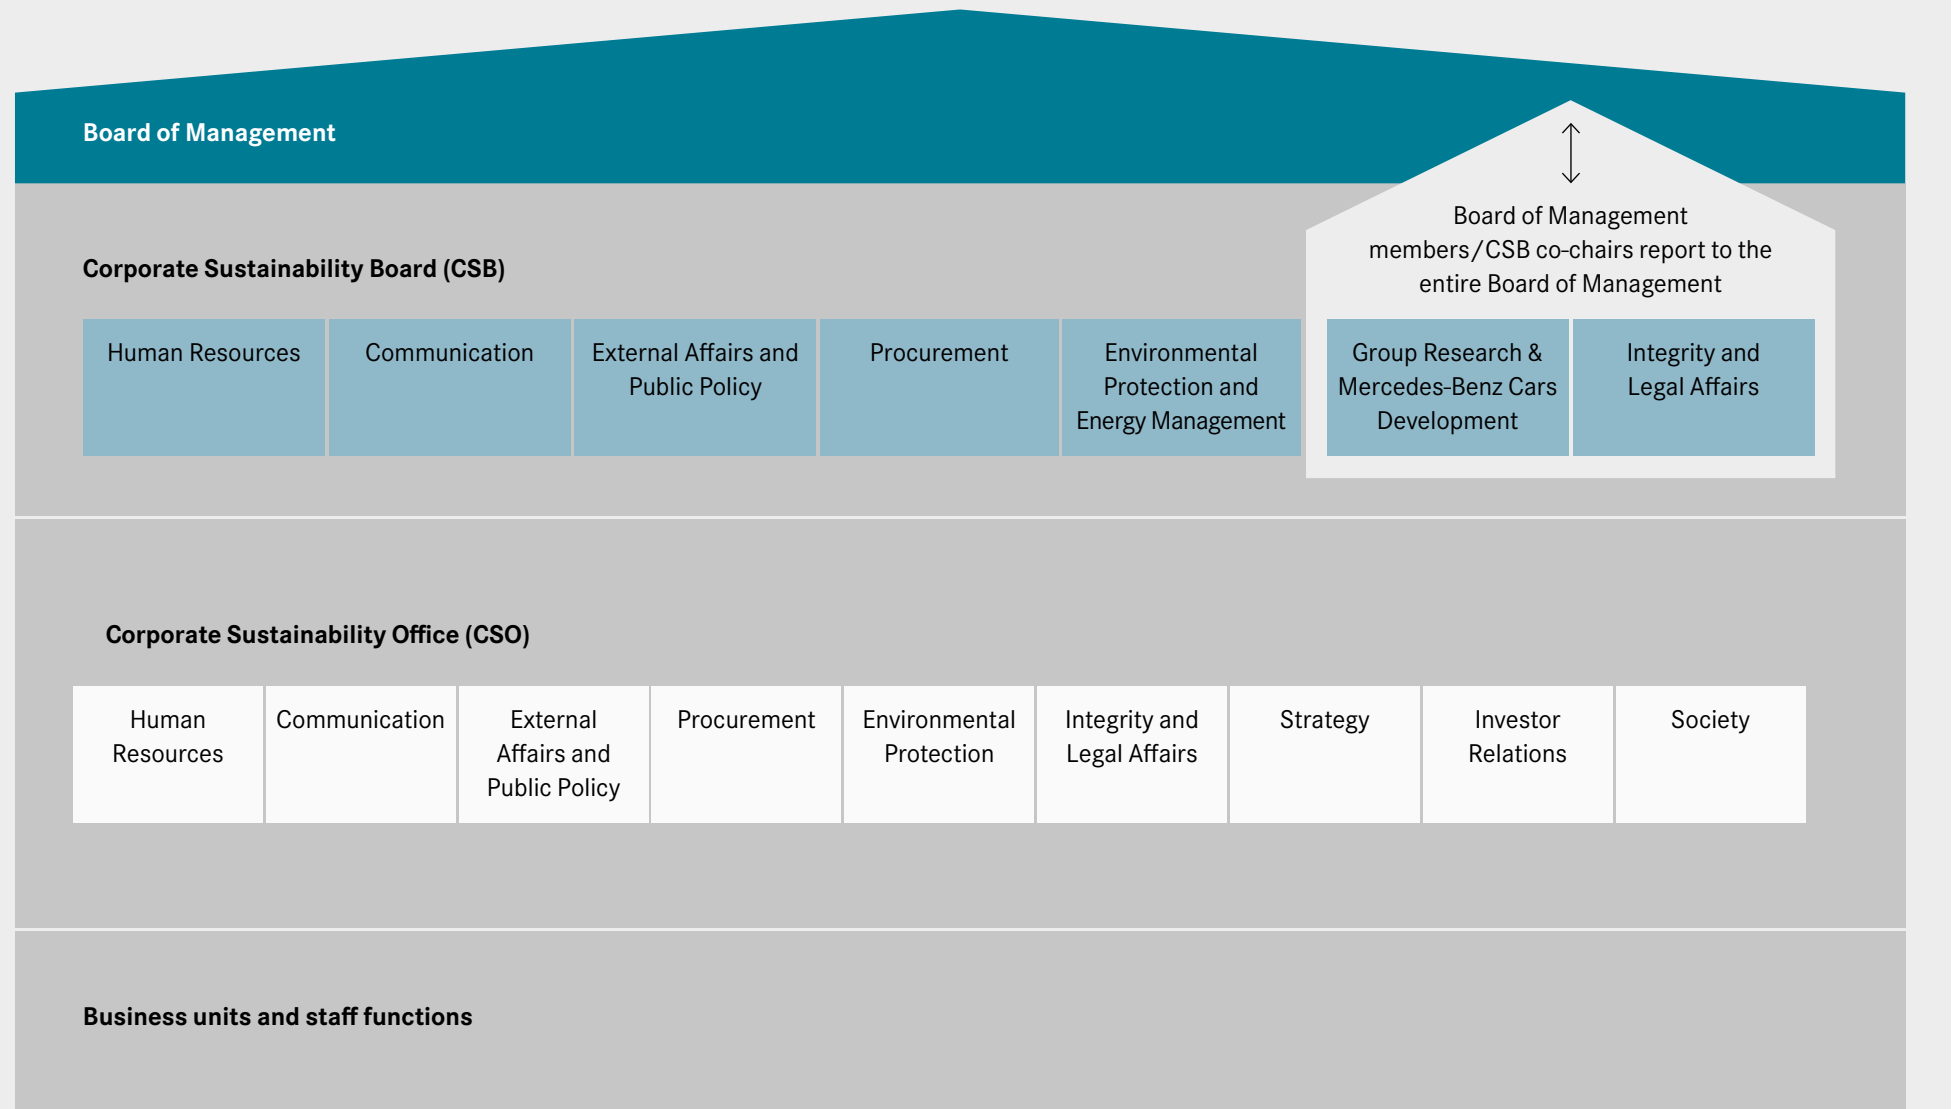 Board of Management
Board of Management
members/CSB co-chairs report to the
entire Board of Management
Corporate Sustainability Board (CSB)
Human Resources
Communication
External Affairs and
Public Policy
Procurement
Environmental
Protection and
Energy Management
Group Research &
Mercedes-Benz Cars
Development
Integrity and
Legal Affairs
Corporate Sustainability Office (CSO)
Human
Resources
Communication
External
Affairs and
Public Policy
Procurement
Environmental
Protection
Integrity and
Legal Affairs
Strategy
Investor
Relations
Society
Business units and staff functions